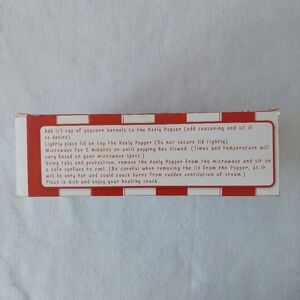 Add 1/3 cup of popcorn kernels to the Keely Popper (add seasoning and oil if
so desire)
Lightly place lid on top the Keely Popper (Do not secure lid tightly)
Microwave for 3 minutes or until popping has slowed. (Times and temperature will
vary based on your microwave specs.)
Using tabs and protection, remove the Keely Popper from the microwave and sit on
a safe surface to cool. (Be careful when removing the lid from the Popper, as it
will be very hot and could cause burns from sudden ventilation of steam.)
Place in dish and enjoy your healthy snack.